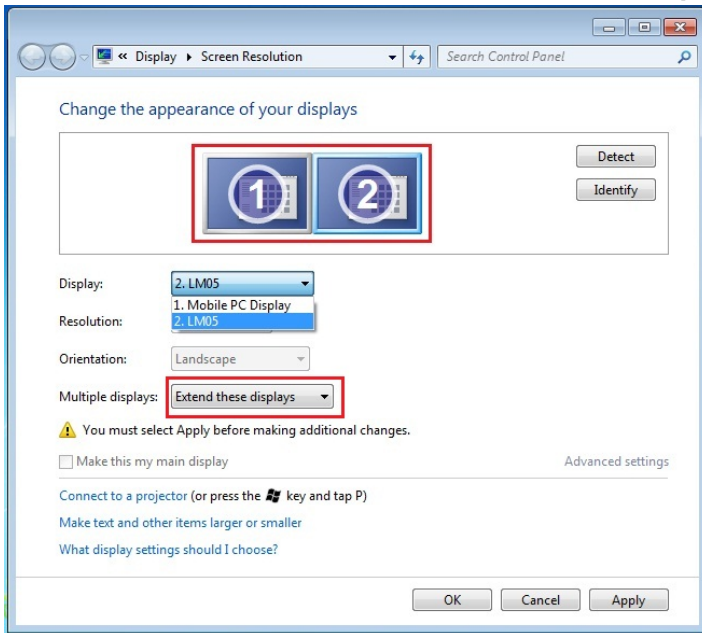 « Display ▸ Screen Resolution
Search Control Panel
Change the appearance of your displays
1
2
Detect
Identify
Display:
2. LM05
1. Mobile PC Display
2. LM05
Resolution:
Orientation:
Landscape
Multiple displays:
Extend these displays
You must select Apply before making additional changes.
Make this my main display
Advanced settings
Connect to a projector (or press the key and tap P)
Make text and other items larger or smaller
What display settings should I choose?
OK
Cancel
Apply